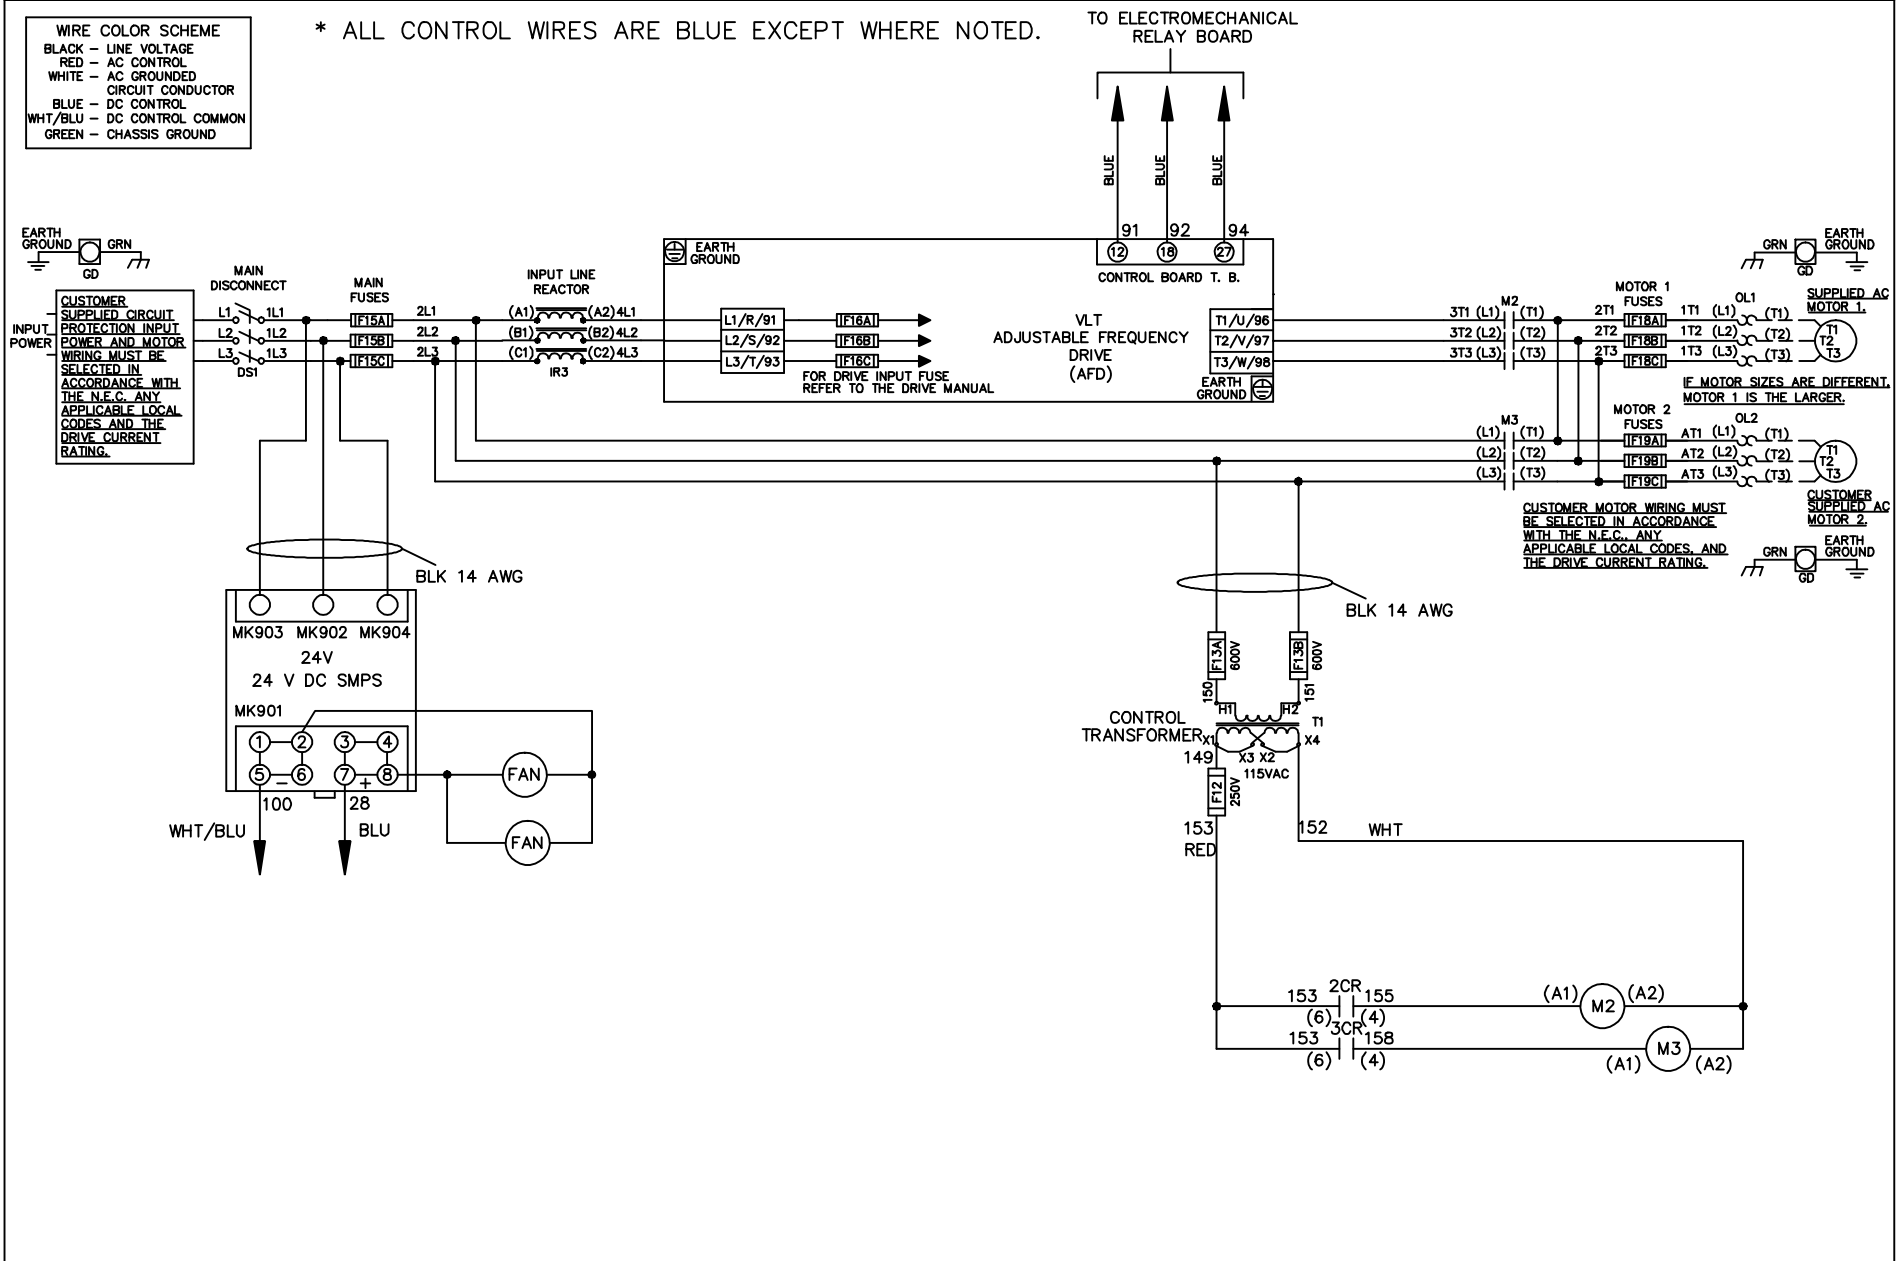 WIRE COLOR SCHEME
BLACK – LINE VOLTAGE
RED – AC CONTROL
WHITE – AC GROUNDED
CIRCUIT CONDUCTOR
BLUE – DC CONTROL
WHT/BLU – DC CONTROL COMMON
GREEN – CHASSIS GROUND
* ALL CONTROL WIRES ARE BLUE EXCEPT WHERE NOTED.
TO ELECTROMECHANICAL
RELAY BOARD
BLUE
BLUE
BLUE
91 92 94
12 18 27
CONTROL BOARD T. B.
EARTH
GROUND
GRN
GD
INPUT
POWER
CUSTOMER
SUPPLIED CIRCUIT
PROTECTION INPUT
POWER AND MOTOR
WIRING MUST BE
SELECTED IN
ACCORDANCE WITH
THE N.E.C. ANY
APPLICABLE LOCAL
CODES AND THE
DRIVE CURRENT
RATING.
MAIN
DISCONNECT
L1 1L1
L2 1L2
L3 1L3
DS1
MAIN
FUSES
F15A
F15B
F15C
2L1
2L2
2L3
INPUT LINE
REACTOR
(A1) (A2) 4L1
(B1) (B2) 4L2
(C1) (C2) 4L3
IR3
EARTH
GROUND
L1/R/91
L2/S/92
L3/T/93
F16A
F16B
F16C
FOR DRIVE INPUT FUSE
REFER TO THE DRIVE MANUAL
VLT
ADJUSTABLE FREQUENCY
DRIVE
(AFD)
T1/U/96
T2/V/97
T3/W/98
EARTH
GROUND
M2
3T1 (L1) (T1)
3T2 (L2) (T2)
3T3 (L3) (T3)
MOTOR 1
FUSES
2T1 F18A 1T1 (L1)
2T2 F18B 1T2 (L2)
2T3 F18C 1T3 (L3)
OL1
(T1)
(T2)
(T3)
GRN
GD
EARTH
GROUND
SUPPLIED AC
MOTOR 1.
T1
T2
T3
IF MOTOR SIZES ARE DIFFERENT,
MOTOR 1 IS THE LARGER.
M3
(L1) (T1)
(L2) (T2)
(L3) (T3)
MOTOR 2
FUSES
F19A AT1 (L1)
F19B AT2 (L2)
F19C AT3 (L3)
OL2
(T1)
(T2)
(T3)
T1
T2
T3
CUSTOMER
SUPPLIED AC
MOTOR 2.
CUSTOMER MOTOR WIRING MUST
BE SELECTED IN ACCORDANCE
WITH THE N.E.C., ANY
APPLICABLE LOCAL CODES, AND
THE DRIVE CURRENT RATING.
GRN
GD
EARTH
GROUND
BLK 14 AWG
MK903 MK902 MK904
24V
24 V DC SMPS
MK901
1 2 3 4
5 – 6 7 + 8
100 28
WHT/BLU BLU
FAN
FAN
BLK 14 AWG
F13A 600V
F13B 600V
150 151
H1 H2
T1
CONTROL
TRANSFORMER
X1 X4
149 X3 X2
115VAC
F12 250V
153 152 WHT
RED
153 2CR 155 (A1) M2 (A2)
(6) (4)
153 3CR 158 M3
(6) (4) (A1) (A2)